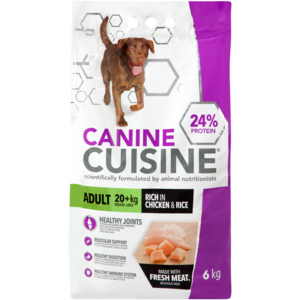 24%
PROTEIN
CANINE
CUISINE®
scientifically formulated by animal nutritionists
ADULT 20+kg
RICH IN
CHICKEN & RICE
HEALTHY JOINTS
MUSCULAR SUPPORT
HEALTHY DIGESTION
HEALTHY IMMUNE SYSTEM
MADE WITH
FRESH MEAT.
6 kg